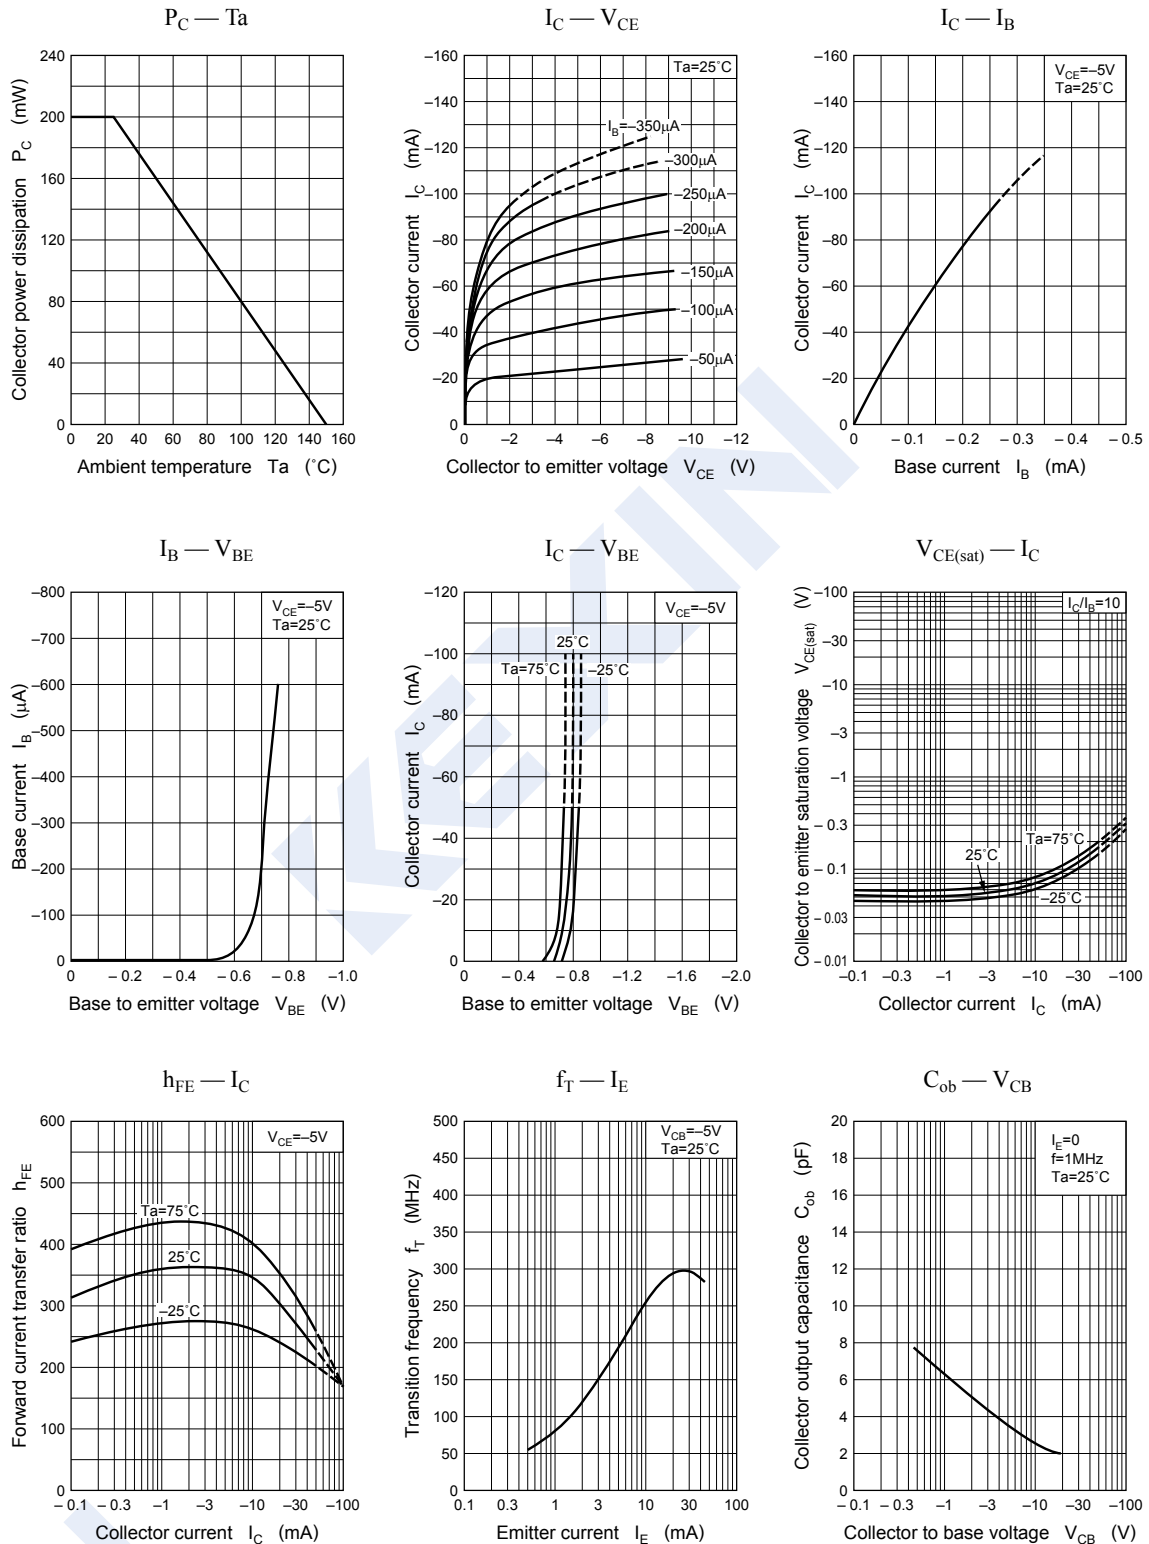 P_C — Ta
240
200
160
120
80
40
0
0 20 40 60 80 100 120 140 160
Collector power dissipation P_C (mW)
Ambient temperature Ta (˚C)
I_C — V_CE
Ta=25˚C
–160
–140
–120
–100
–80
–60
–40
–20
0
0 –2 –4 –6 –8 –10 –12
I_B=–350µA
–300µA
–250µA
–200µA
–150µA
–100µA
–50µA
Collector current I_C (mA)
Collector to emitter voltage V_CE (V)
I_C — I_B
V_CE=–5V
Ta=25˚C
–160
–140
–120
–100
–80
–60
–40
–20
0
0 – 0.1 – 0.2 – 0.3 – 0.4 – 0.5
Collector current I_C (mA)
Base current I_B (mA)
I_B — V_BE
V_CE=–5V
Ta=25˚C
–800
–700
–600
–500
–400
–300
–200
–100
0
0 – 0.2 – 0.4 – 0.6 – 0.8 –1.0
Base current I_B (µA)
Base to emitter voltage V_BE (V)
I_C — V_BE
V_CE=–5V
–120
–100
–80
–60
–40
–20
0
0 – 0.4 – 0.8 –1.2 –1.6 –2.0
25˚C
Ta=75˚C
–25˚C
Collector current I_C (mA)
Base to emitter voltage V_BE (V)
V_CE(sat) — I_C
I_C/I_B=10
–100
–30
–10
–3
–1
– 0.3
– 0.1
– 0.03
– 0.01
– 0.1 – 0.3 –1 –3 –10 –30 –100
Ta=75˚C
25˚C
–25˚C
Collector to emitter saturation voltage V_CE(sat) (V)
Collector current I_C (mA)
h_FE — I_C
V_CE=–5V
600
500
400
300
200
100
0
– 0.1 – 0.3 –1 –3 –10 –30 –100
Ta=75˚C
25˚C
–25˚C
Forward current transfer ratio h_FE
Collector current I_C (mA)
f_T — I_E
V_CB=–5V
Ta=25˚C
500
450
400
350
300
250
200
150
100
50
0
0.1 0.3 1 3 10 30 100
Transition frequency f_T (MHz)
Emitter current I_E (mA)
C_ob — V_CB
I_E=0
f=1MHz
Ta=25˚C
20
18
16
14
12
10
8
6
4
2
0
– 0.1 – 0.3 –1 –3 –10 –30 –100
Collector output capacitance C_ob (pF)
Collector to base voltage V_CB (V)
KEXIN